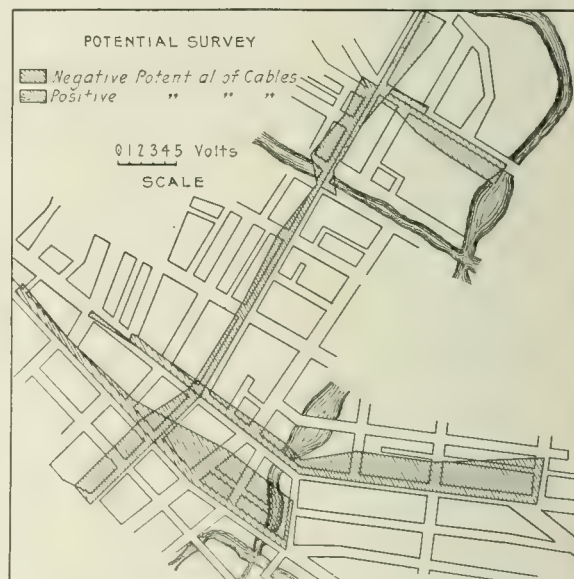 POTENTIAL SURVEY
Negative Potent al of Cables
Positive " " "
0 1 2 3 4 5 Volts
SCALE